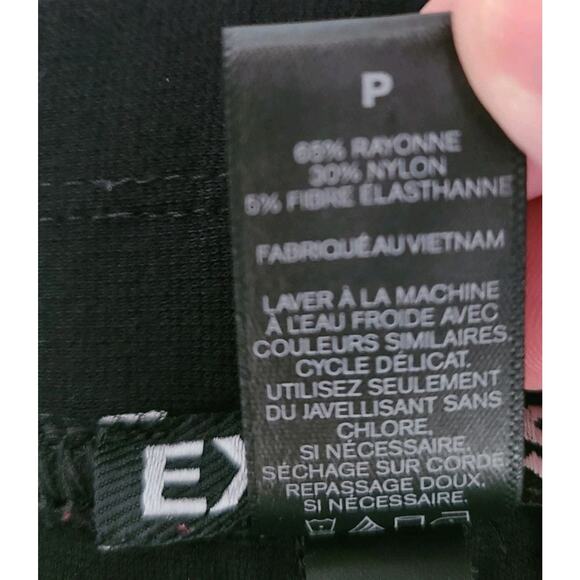 P
65% RAYONNE
30% NYLON
5% FIBRE ÉLASTHANNE
FABRIQUÉ AU VIETNAM
LAVER À LA MACHINE
À L'EAU FROIDE AVEC
COULEURS SIMILAIRES.
CYCLE DÉLICAT.
UTILISEZ SEULEMENT
DU JAVELLISANT SANS
CHLORE.
SI NÉCESSAIRE.
SÉCHAGE SUR CORDE.
REPASSAGE DOUX.
SI NÉCESSAIRE.
EX